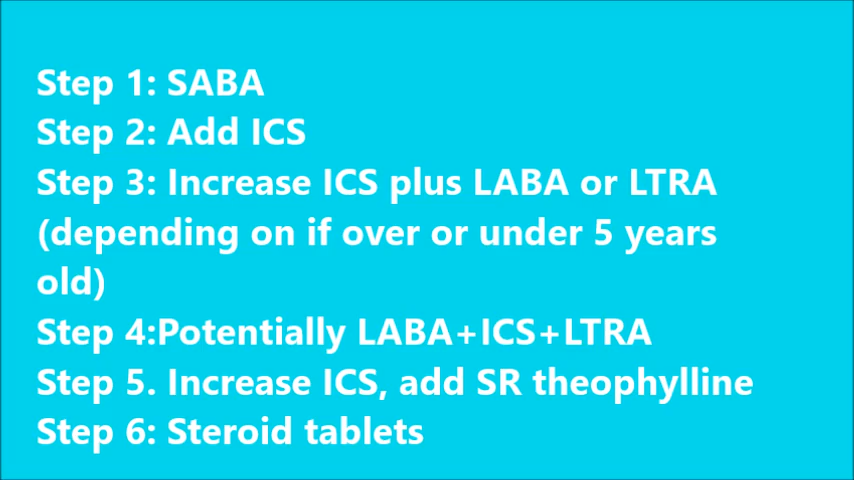 Step 1: SABA
Step 2: Add ICS
Step 3: Increase ICS plus LABA or LTRA
(depending on if over or under 5 years
old)
Step 4:Potentially LABA+ICS+LTRA
Step 5. Increase ICS, add SR theophylline
Step 6: Steroid tablets